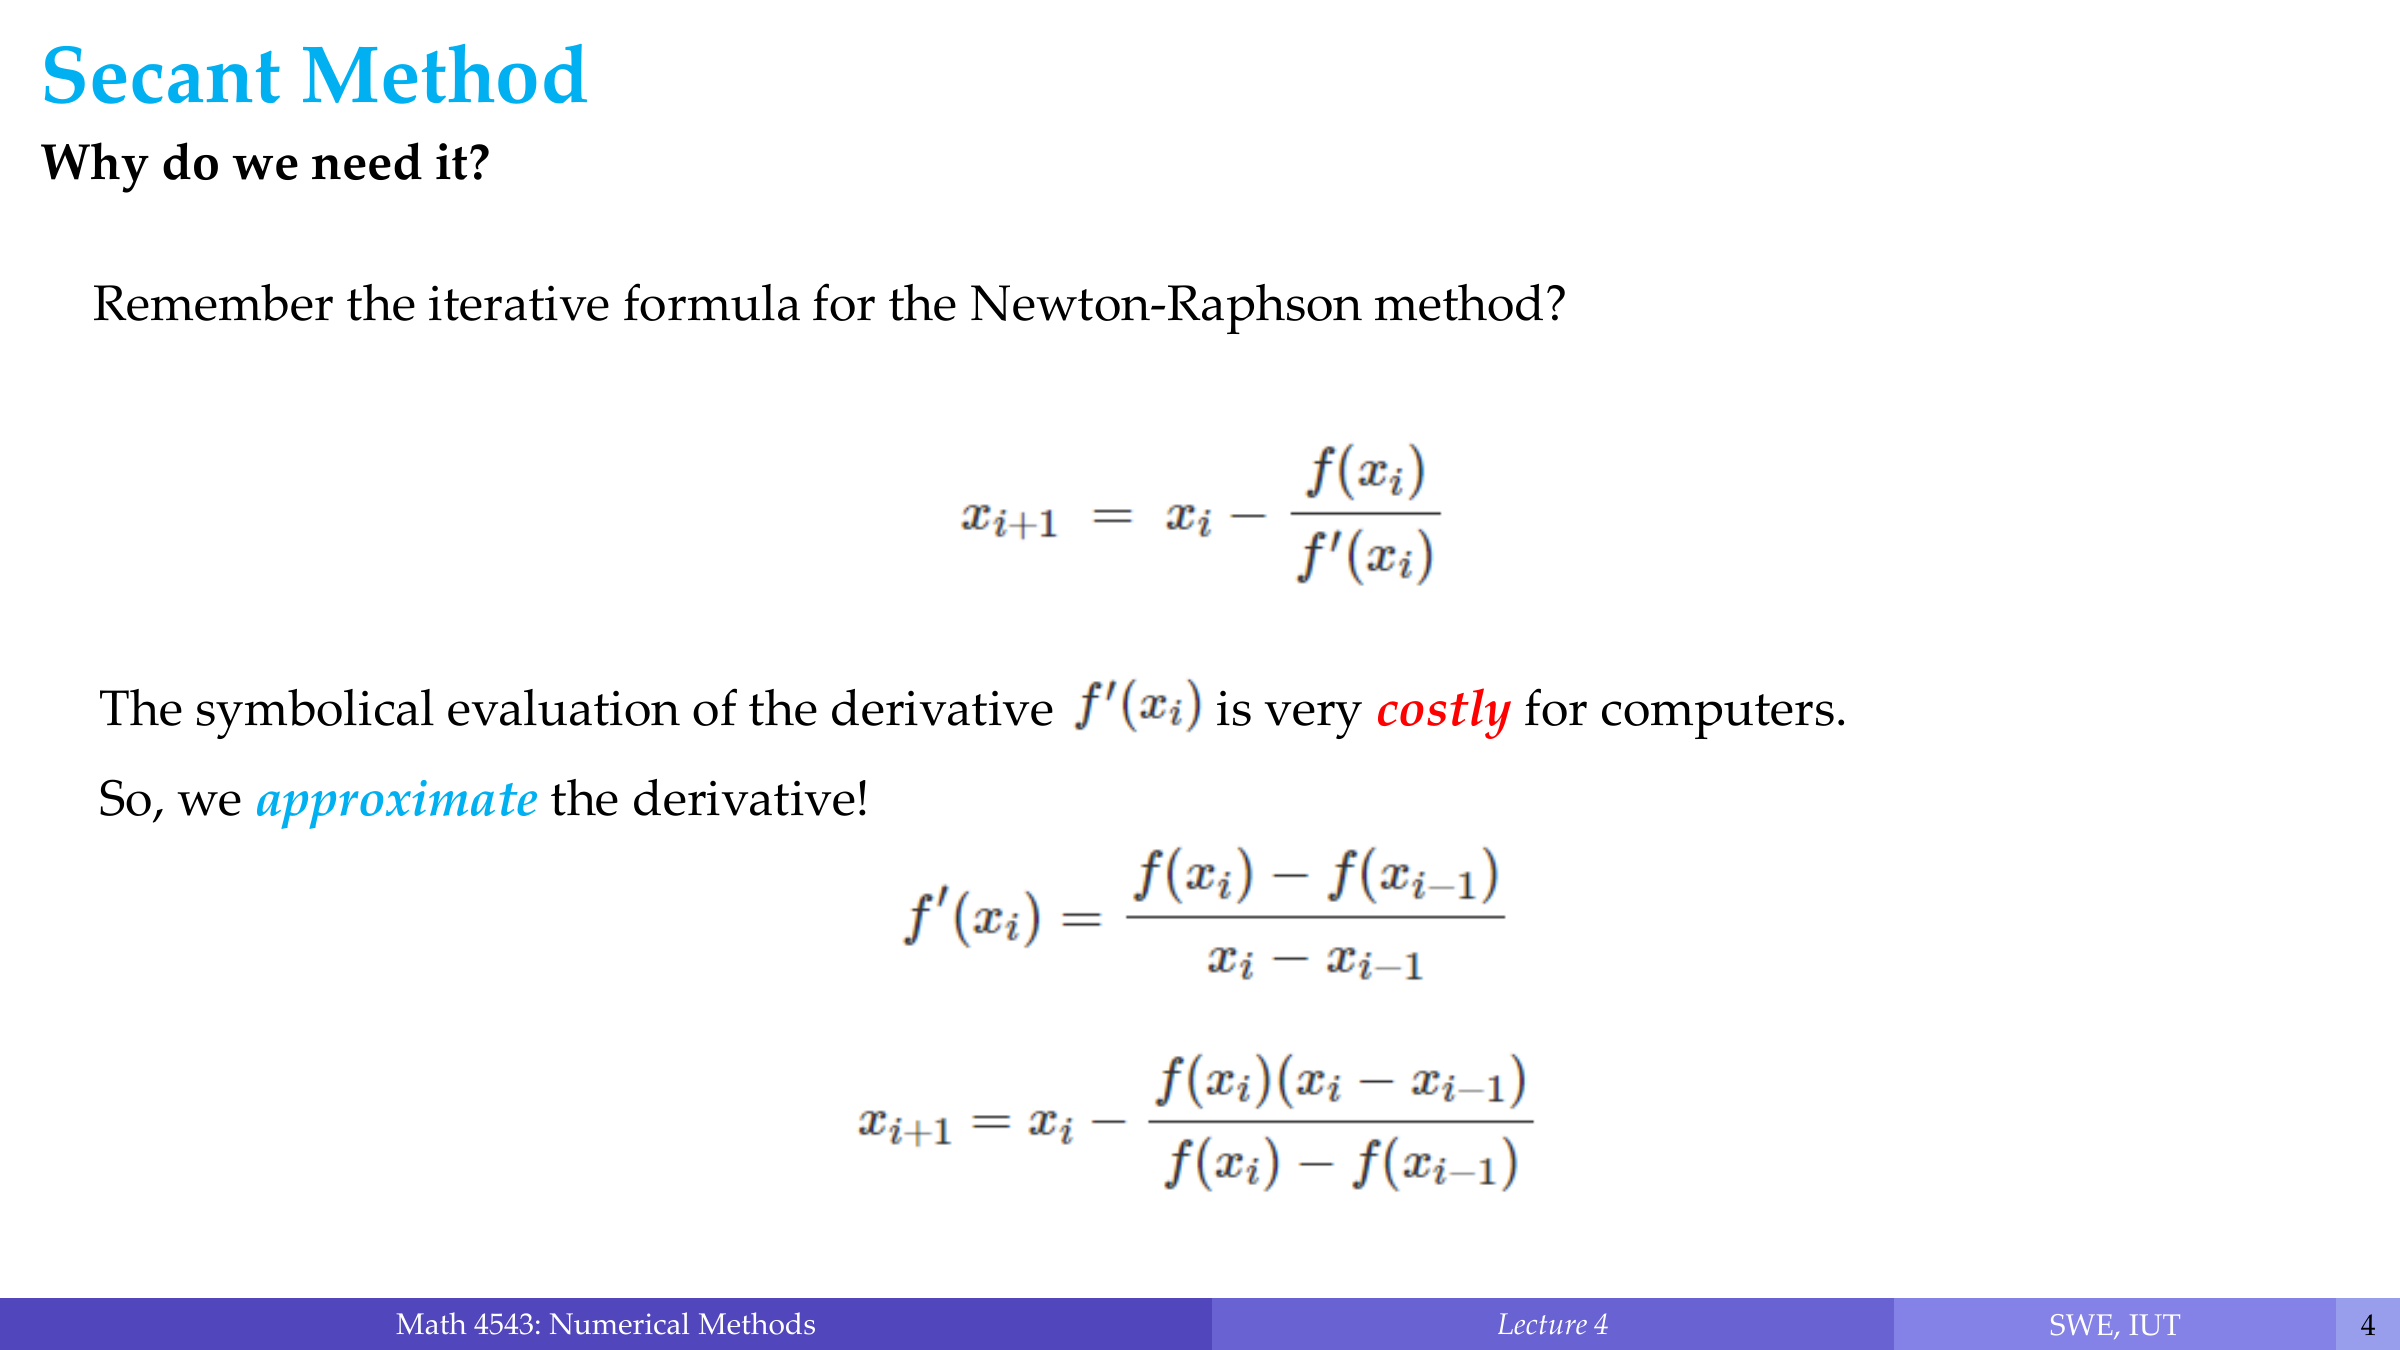 Secant Method
Why do we need it?
Remember the iterative formula for the Newton-Raphson method?
x_{i+1} = x_i − \frac{f(x_i)}{f′(x_i)}
The symbolical evaluation of the derivative f′(x_i) is very costly for computers.
So, we approximate the derivative!
f′(x_i) = \frac{f(x_i) − f(x_{i−1})}{x_i − x_{i−1}}
x_{i+1} = x_i − \frac{f(x_i)(x_i − x_{i−1})}{f(x_i) − f(x_{i−1})}
Math 4543: Numerical Methods Lecture 4 SWE, IUT 4